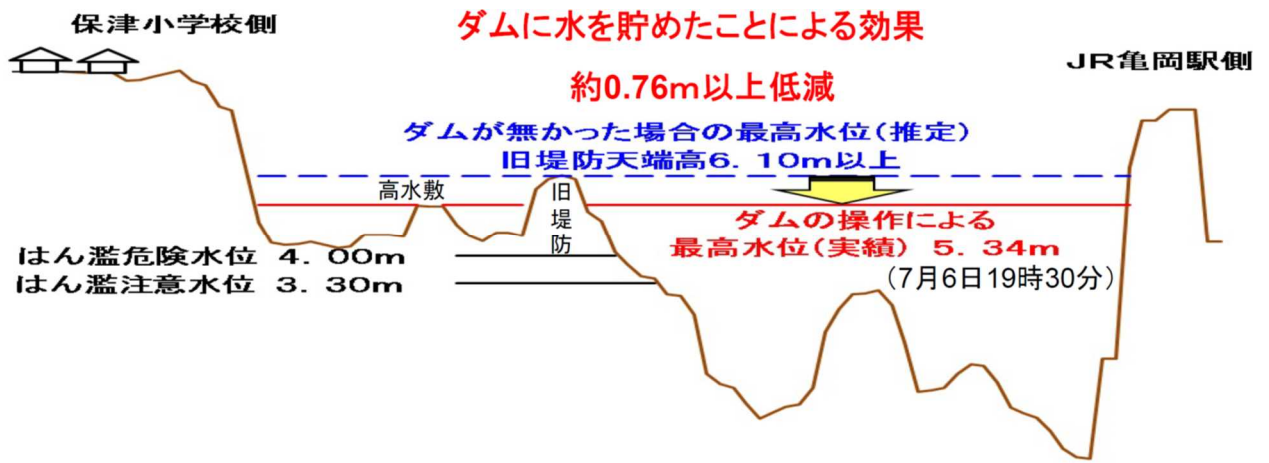 保津小学校側
ダムに水を貯めたことによる効果
JR亀岡駅側
約0.76m以上低減
ダムが無かった場合の最高水位(推定)
旧堤防天端高6. 10m以上
高水敷
旧堤防
ダムの操作による
最高水位(実績) 5. 34m
はん濫危険水位 4. 00m
はん濫注意水位 3. 30m
(7月6日19時30分)